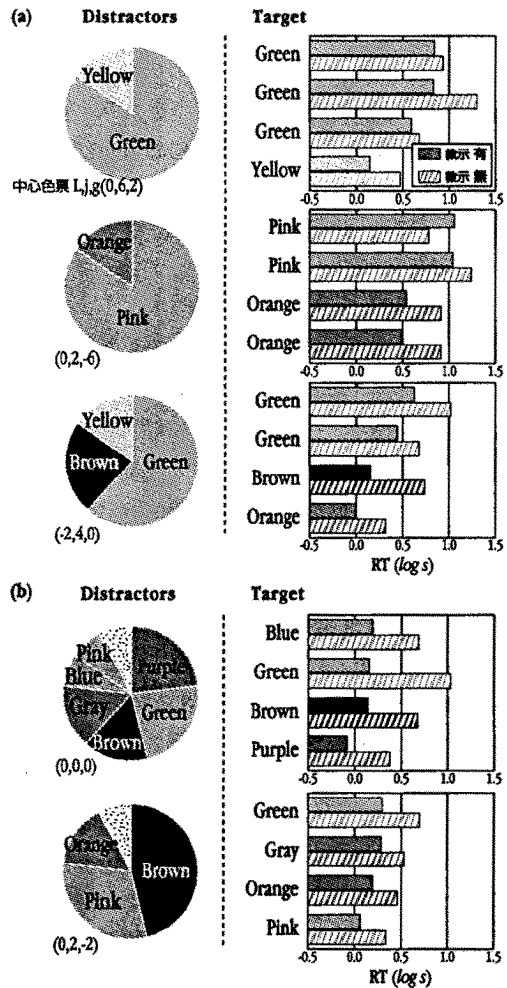 (a) Distractors Target
Yellow
Green
中心色票 L,j,g(0,6,2)
Green
Green
Green
Yellow
教示 有
教示 無
-0.5 0.0 0.5 1.0 1.5
Orange
Pink
(0,2,-6)
Pink
Pink
Orange
Orange
-0.5 0.0 0.5 1.0 1.5
Yellow
Brown
Green
(-2,4,0)
Green
Green
Brown
Orange
-0.5 0.0 0.5 1.0 1.5
RT (log s)
(b) Distractors Target
Pink
Purple
Blue
Gray
Green
Brown
(0,0,0)
Blue
Green
Brown
Purple
-0.5 0.0 0.5 1.0 1.5
Orange
Brown
Pink
(0,2,-2)
Green
Gray
Orange
Pink
-0.5 0.0 0.5 1.0 1.5
RT (log s)